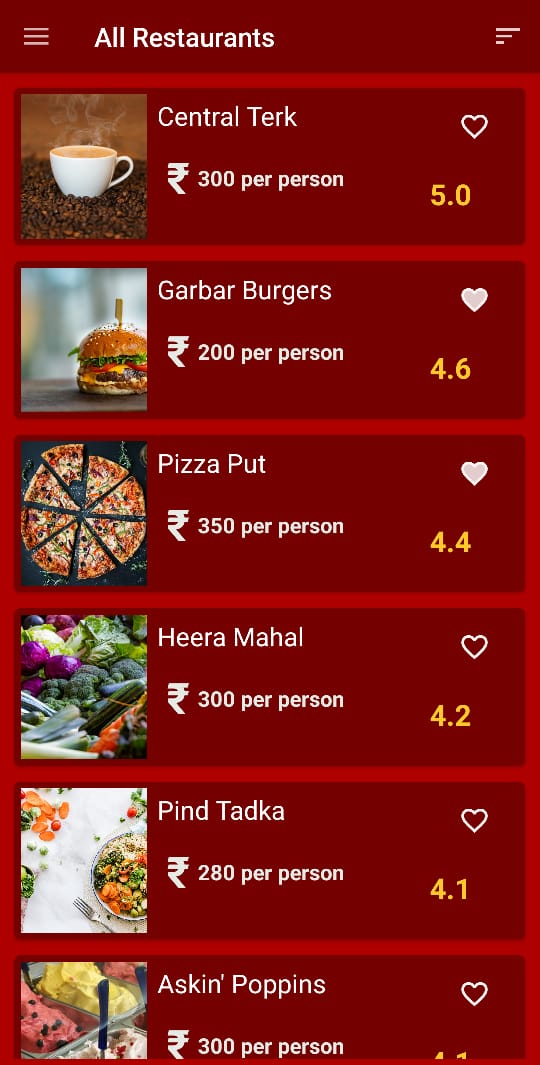 All Restaurants
Central Terk
₹ 300 per person
5.0
Garbar Burgers
₹ 200 per person
4.6
Pizza Put
₹ 350 per person
4.4
Heera Mahal
₹ 300 per person
4.2
Pind Tadka
₹ 280 per person
4.1
Askin' Poppins
₹ 300 per person
4.1